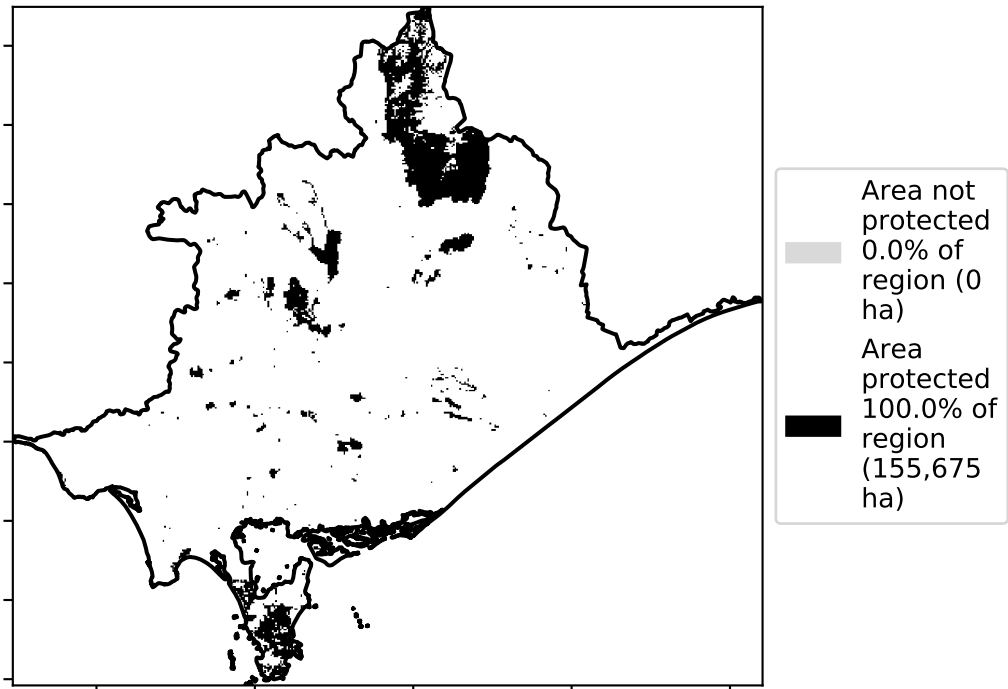 Area not
protected
0.0% of
region (0
ha)
Area
protected
100.0% of
region
(155,675
ha)